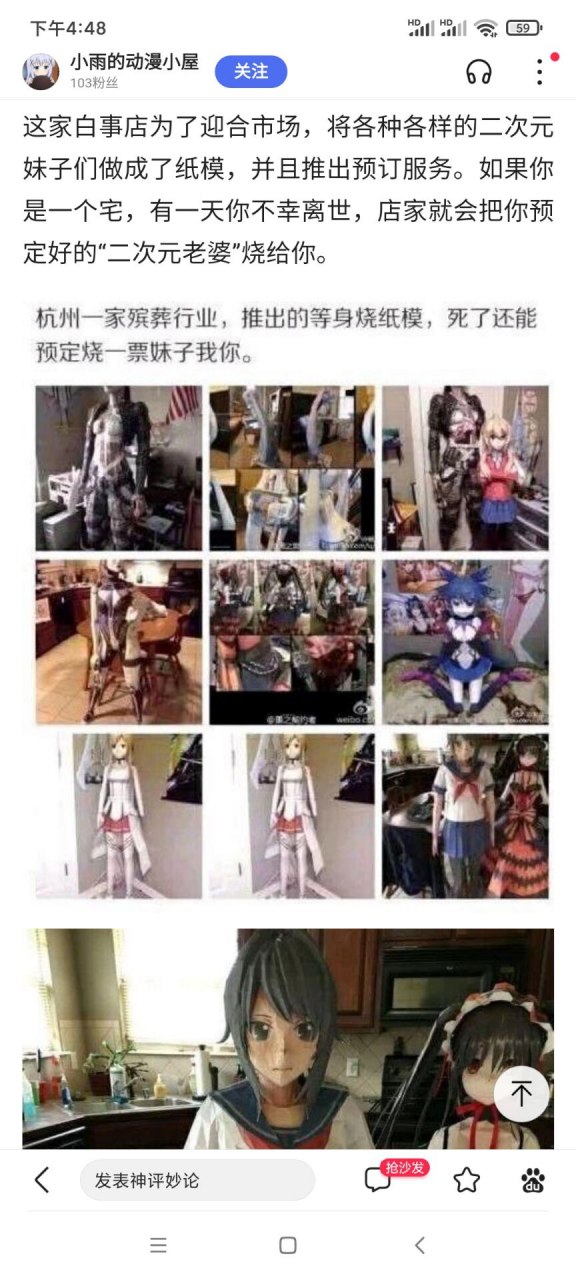 下午4:48
HD
HD
59
小雨的动漫小屋
103粉丝
关注
这家白事店为了迎合市场，将各种各样的二次元
妹子们做成了纸模，并且推出预订服务。如果你
是一个宅，有一天你不幸离世，店家就会把你预
定好的“二次元老婆”烧给你。
杭州一家殡葬行业，推出的等身烧纸模，死了还能
预定烧一票妹子我你。
weibo.co
发表神评妙论
抢沙发
du